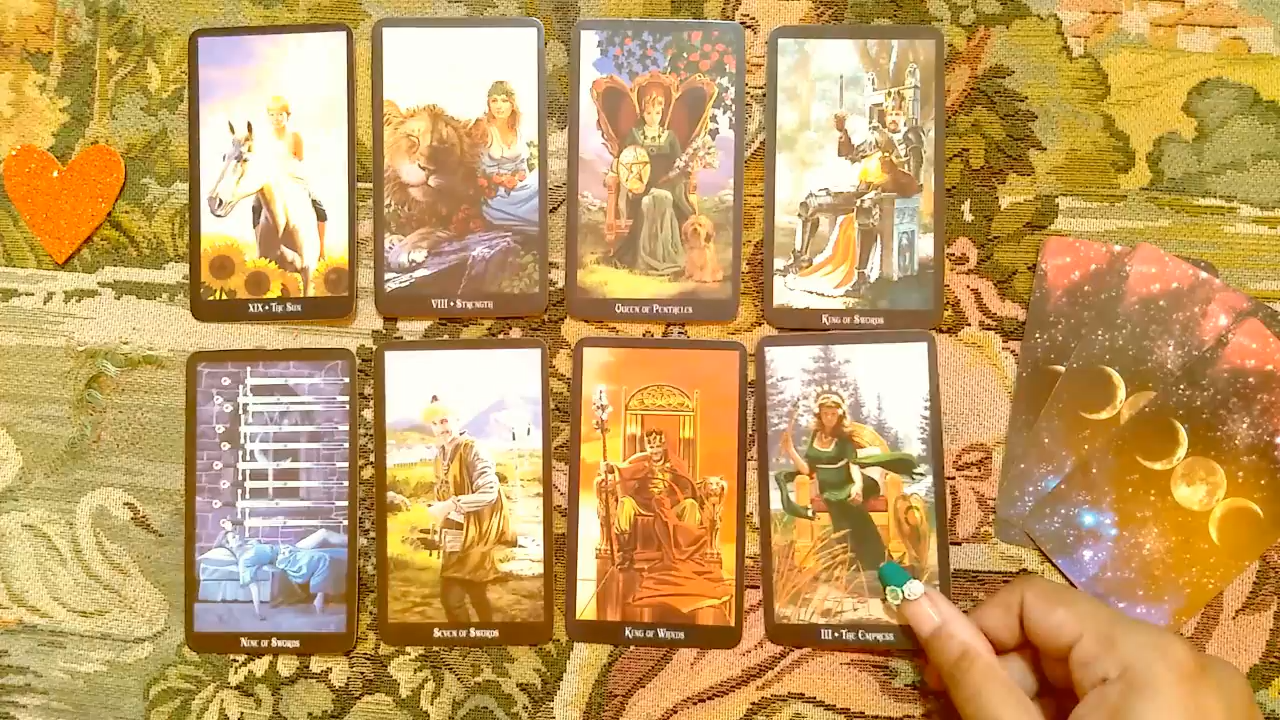 XIX • The Sun
VIII • Strength
Queen of Pentacles
King of Swords
Nine of Swords
Seven of Swords
King of Wands
III • The Empress